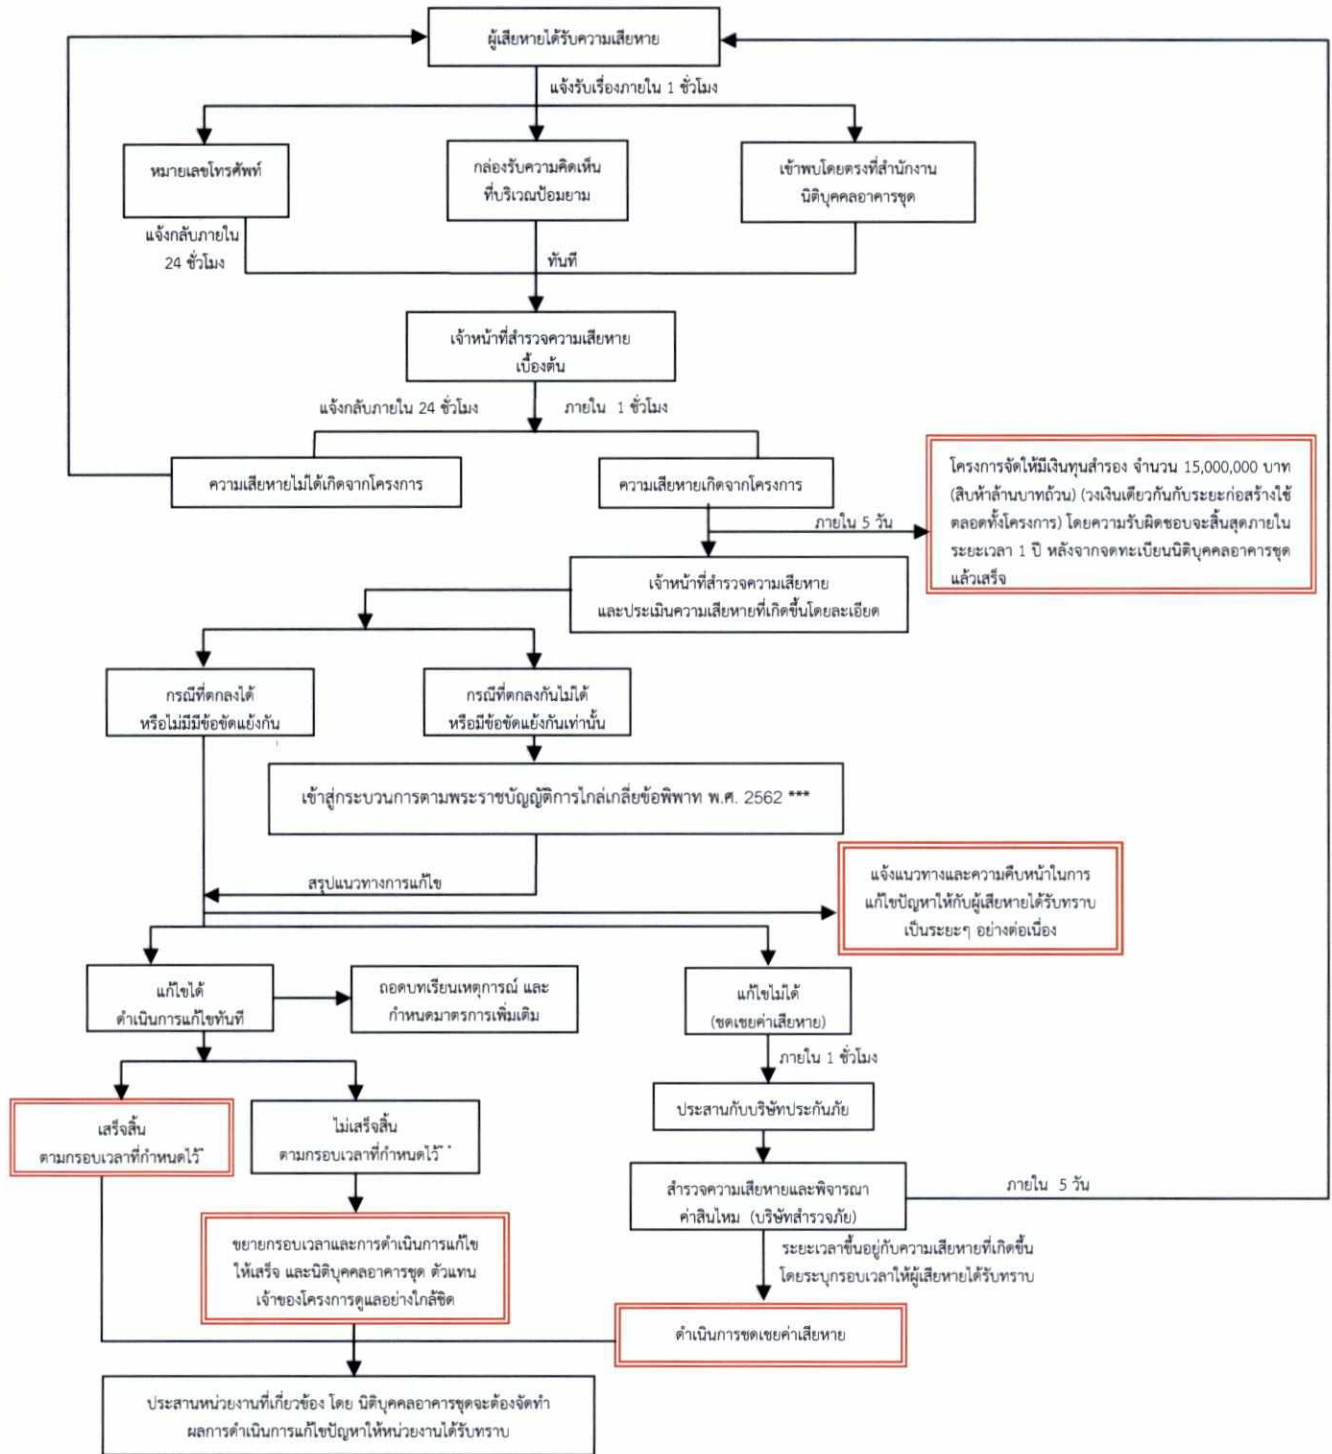 ผู้เสียหายได้รับความเสียหาย
แจ้งรับเรื่องภายใน 1 ชั่วโมง
หมายเลขโทรศัพท์
กล่องรับความคิดเห็น
ที่บริเวณป้อมยาม
เข้าพบโดยตรงที่สำนักงาน
นิติบุคคลอาคารชุด
แจ้งกลับภายใน
24 ชั่วโมง
ทันที
เจ้าหน้าที่สำรวจความเสียหาย
เบื้องต้น
แจ้งกลับภายใน 24 ชั่วโมง
ภายใน 1 ชั่วโมง
ความเสียหายไม่ได้เกิดจากโครงการ
ความเสียหายเกิดจากโครงการ
ภายใน 5 วัน
โครงการจัดให้มีเงินทุนสำรอง จำนวน 15,000,000 บาท
(สิบห้าล้านบาทถ้วน) (วงเงินเดียวกันกับระยะก่อสร้างใช้
ตลอดทั้งโครงการ) โดยความรับผิดชอบจะสิ้นสุดภายใน
ระยะเวลา 1 ปี หลังจากจดทะเบียนนิติบุคคลอาคารชุด
แล้วเสร็จ
เจ้าหน้าที่สำรวจความเสียหาย
และประเมินความเสียหายที่เกิดขึ้นโดยละเอียด
กรณีที่ตกลงได้
หรือไม่มีมีข้อขัดแย้งกัน
กรณีที่ตกลงกันไม่ได้
หรือมีข้อขัดแย้งกันเท่านั้น
เข้าสู่กระบวนการตามพระราชบัญญัติการไกล่เกลี่ยข้อพิพาท พ.ศ. 2562 ***
สรุปแนวทางการแก้ไข
แจ้งแนวทางและความคืบหน้าในการ
แก้ไขปัญหาให้กับผู้เสียหายได้รับทราบ
เป็นระยะๆ อย่างต่อเนื่อง
แก้ไขได้
ดำเนินการแก้ไขทันที
ถอดบทเรียนเหตุการณ์ และ
กำหนดมาตรการเพิ่มเติม
แก้ไขไม่ได้
(ชดเชยค่าเสียหาย)
ภายใน 1 ชั่วโมง
เสร็จสิ้น
ตามกรอบเวลาที่กำหนดไว้*
ไม่เสร็จสิ้น
ตามกรอบเวลาที่กำหนดไว้**
ประสานกับบริษัทประกันภัย
สำรวจความเสียหายและพิจารณา
ค่าสินไหม (บริษัทสำรวจภัย)
ภายใน 5 วัน
ขยายกรอบเวลาและการดำเนินการแก้ไข
ให้เสร็จ และนิติบุคคลอาคารชุด ตัวแทน
เจ้าของโครงการดูแลอย่างใกล้ชิด
ระยะเวลาขึ้นอยู่กับความเสียหายที่เกิดขึ้น
โดยระบุกรอบเวลาให้ผู้เสียหายได้รับทราบ
ดำเนินการชดเชยค่าเสียหาย
ประสานหน่วยงานที่เกี่ยวข้อง โดย นิติบุคคลอาคารชุดจะต้องจัดทำ
ผลการดำเนินการแก้ไขปัญหาให้หน่วยงานได้รับทราบ